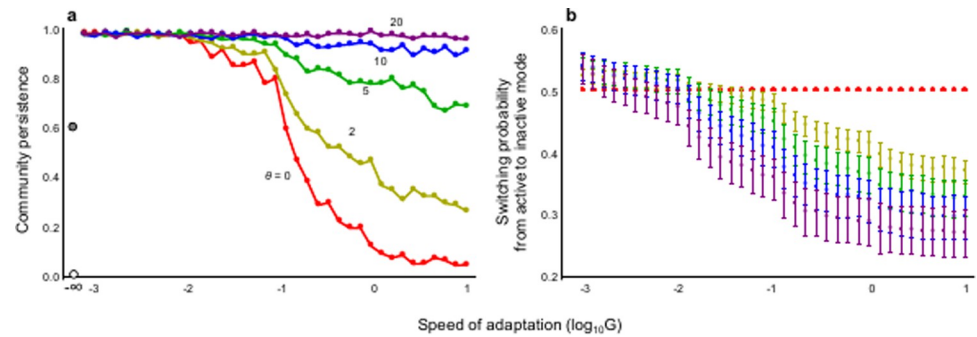 a
b
1.0
0.8
0.6
0.4
0.2
0.0
Community persistence
20
10
5
2
θ = 0
-∞ -3 -2 -1 0 1
0.6
0.5
0.4
0.3
0.2
Switching probability
from active to inactive mode
-3 -2 -1 0 1
Speed of adaptation (log₁₀G)